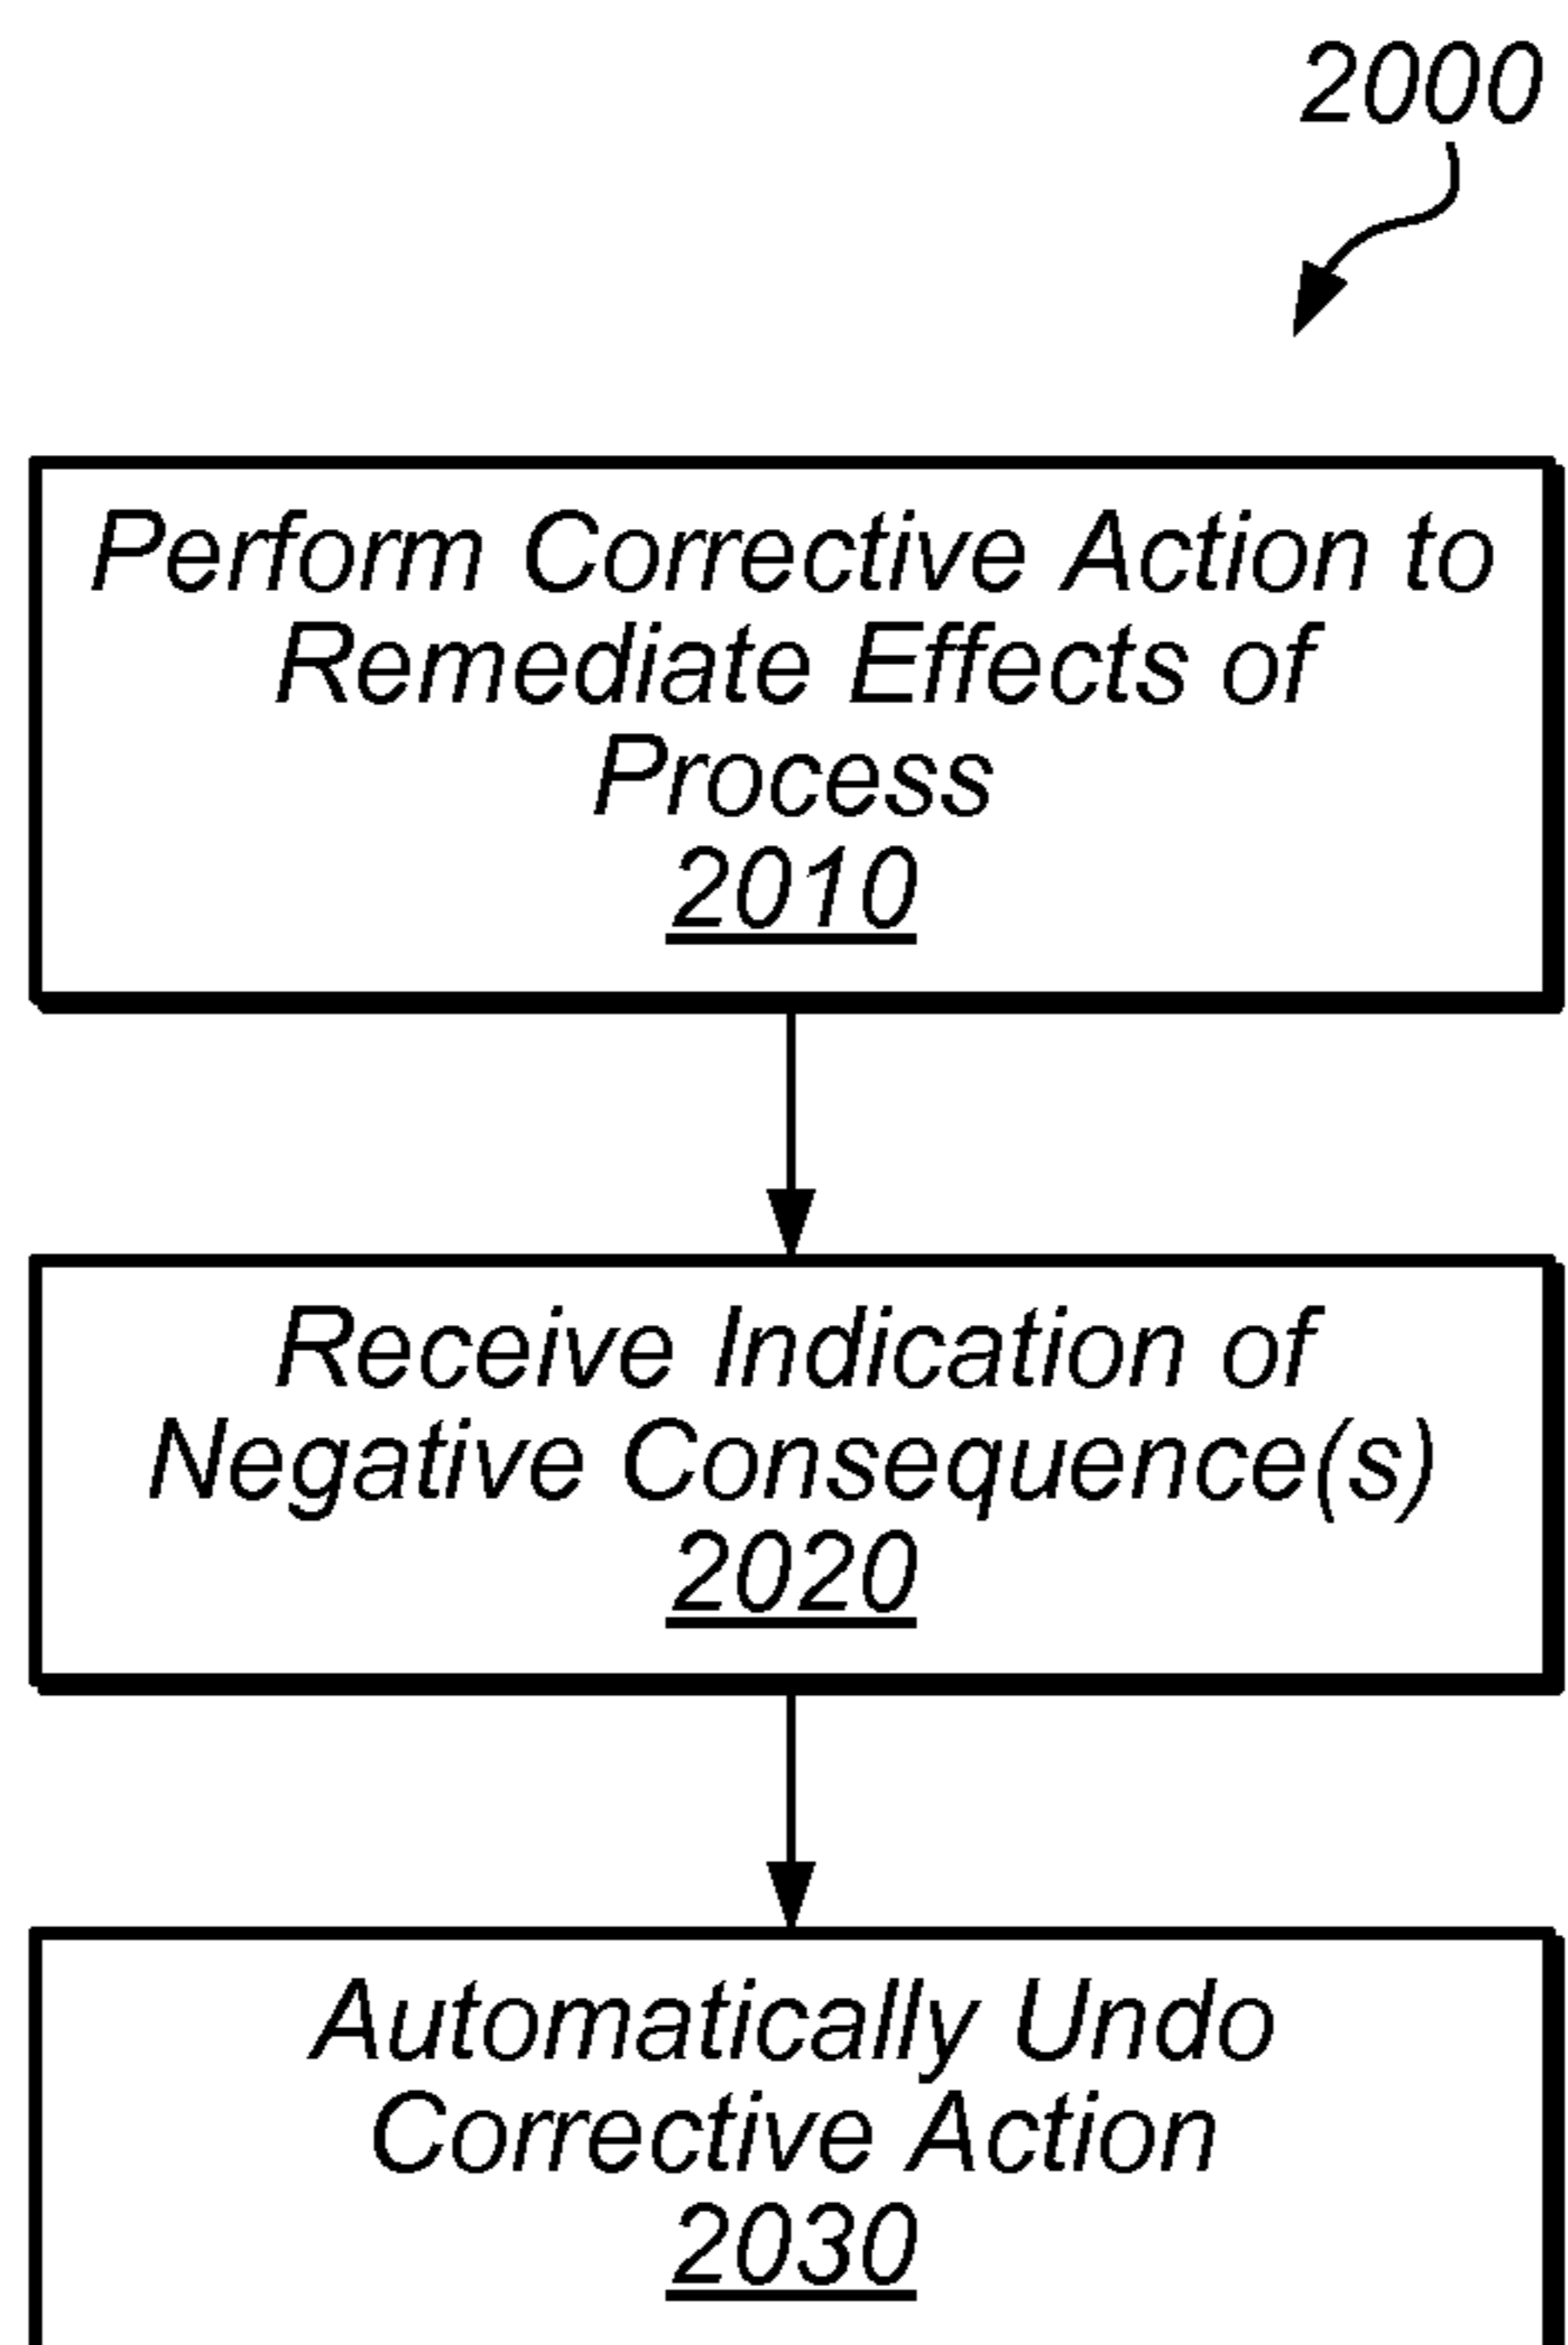 2000
Perform Corrective Action to
Remediate Effects of
Process
2010
Receive Indication of
Negative Consequence(s)
2020
Automatically Undo
Corrective Action
2030